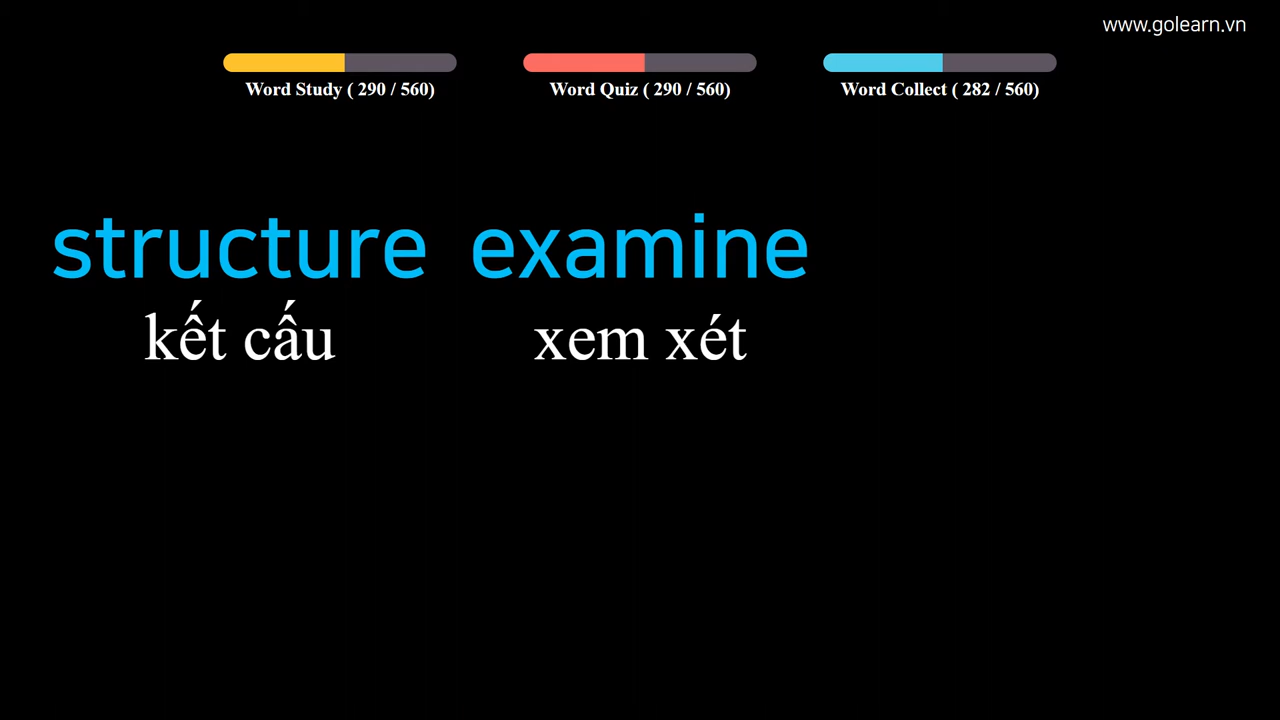 www.golearn.vn
Word Study ( 290 / 560) Word Quiz ( 290 / 560) Word Collect ( 282 / 560)
structure examine
kết cấu xem xét